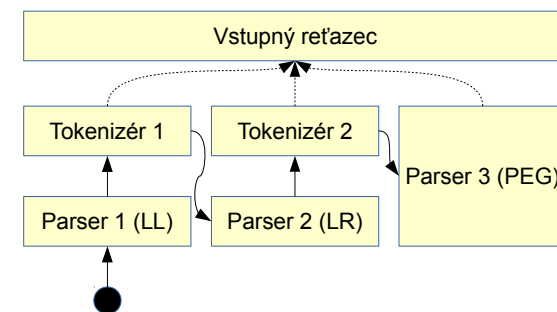 Vstupný reťazec
Tokenizér 1
Tokenizér 2
Parser 3 (PEG)
Parser 1 (LL)
Parser 2 (LR)